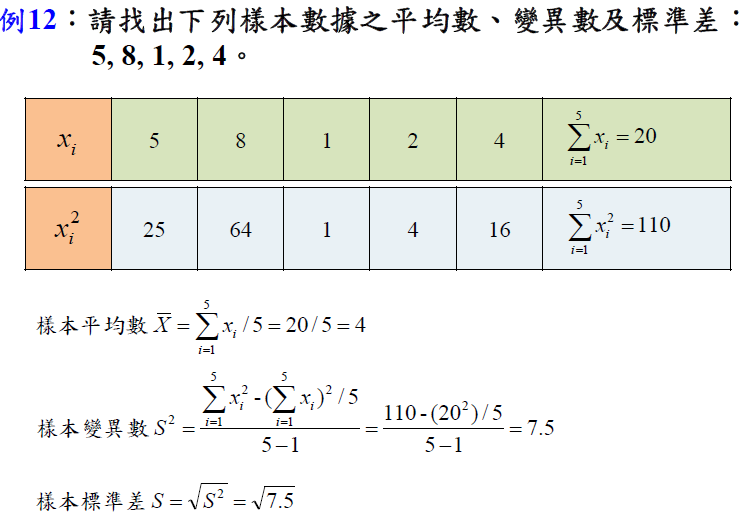 例12：請找出下列樣本數據之平均數、變異數及標準差：
5, 8, 1, 2, 4。
x_i 5 8 1 2 4 \sum_{i=1}^{5} x_i = 20
x_i^2 25 64 1 4 16 \sum_{i=1}^{5} x_i^2 = 110
樣本平均數 \overline{X} = \sum_{i=1}^{5} x_i / 5 = 20 / 5 = 4
樣本變異數 S^2 = \frac{\sum_{i=1}^{5} x_i^2 - (\sum_{i=1}^{5} x_i)^2 / 5}{5-1} = \frac{110 - (20^2) / 5}{5-1} = 7.5
樣本標準差 S = \sqrt{S^2} = \sqrt{7.5}